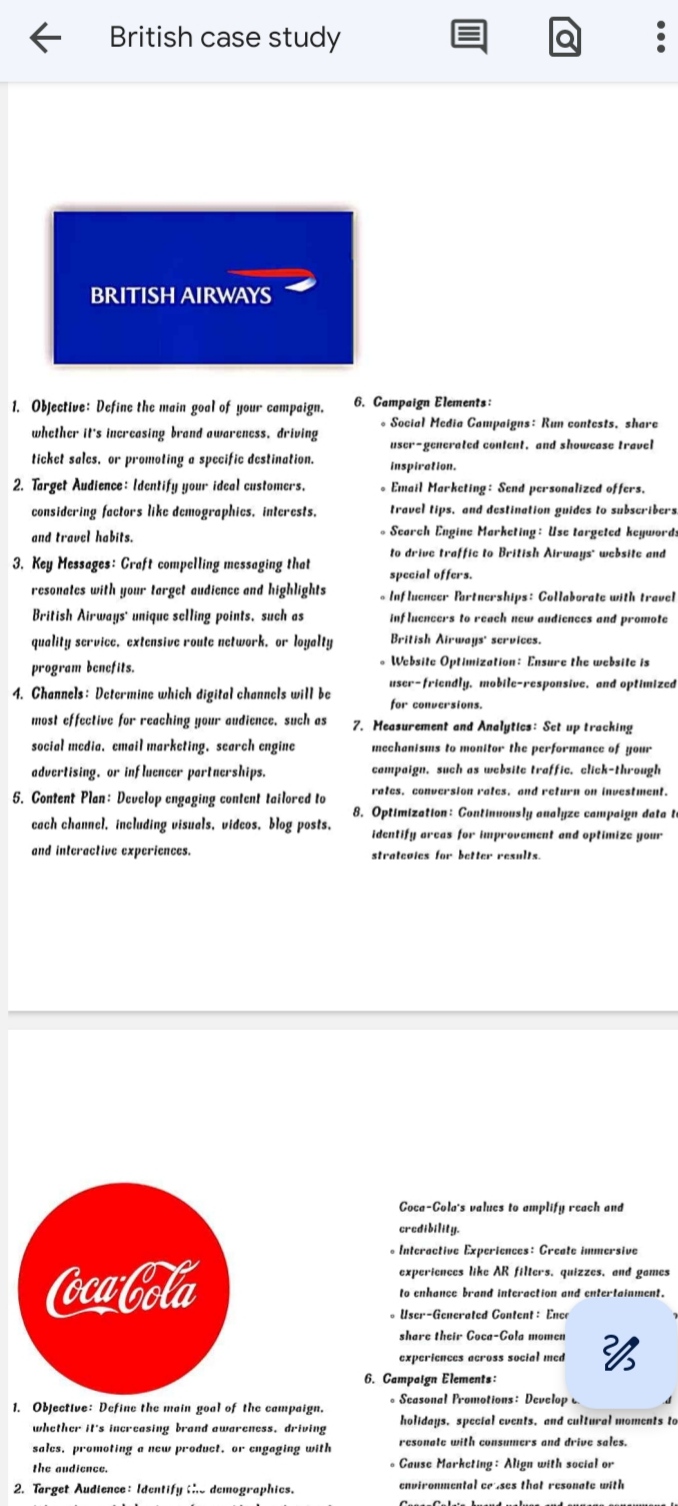 British case study
BRITISH AIRWAYS
1. Objective: Define the main goal of your campaign,
whether it's increasing brand awareness, driving
ticket sales, or promoting a specific destination.
2. Target Audience: Identify your ideal customers,
considering factors like demographics, interests,
and travel habits.
3. Key Messages: Craft compelling messaging that
resonates with your target audience and highlights
British Airways' unique selling points, such as
quality service, extensive route network, or loyalty
program benefits.
4. Channels: Determine which digital channels will be
most effective for reaching your audience, such as
social media, email marketing, search engine
advertising, or influencer partnerships.
5. Content Plan: Develop engaging content tailored to
each channel, including visuals, videos, blog posts,
and interactive experiences.
6. Campaign Elements:
• Social Media Campaigns: Run contests, share
user-generated content, and showcase travel
inspiration.
• Email Marketing: Send personalized offers,
travel tips, and destination guides to subscribers
• Search Engine Marketing: Use targeted keywords
to drive traffic to British Airways' website and
special offers.
• Influencer Partnerships: Collaborate with travel
influencers to reach new audiences and promote
British Airways' services.
• Website Optimization: Ensure the website is
user-friendly, mobile-responsive, and optimized
for conversions.
7. Measurement and Analytics: Set up tracking
mechanisms to monitor the performance of your
campaign, such as website traffic, click-through
rates, conversion rates, and return on investment.
8. Optimization: Continuously analyze campaign data to
identify areas for improvement and optimize your
strategies for better results.
Coca-Cola
1. Objective: Define the main goal of the campaign,
whether it's increasing brand awareness, driving
sales, promoting a new product, or engaging with
the audience.
2. Target Audience: Identify demographics,
Coca-Cola's values to amplify reach and
credibility.
• Interactive Experiences: Create immersive
experiences like AR filters, quizzes, and games
to enhance brand interaction and entertainment.
• User-Generated Content:
share their Coca-Cola
experiences across social
6. Campaign Elements:
• Seasonal Promotions: Develop
holidays, special events, and cultural moments to
resonate with consumers and drive sales.
• Cause Marketing: Align with social or
environmental that resonate with